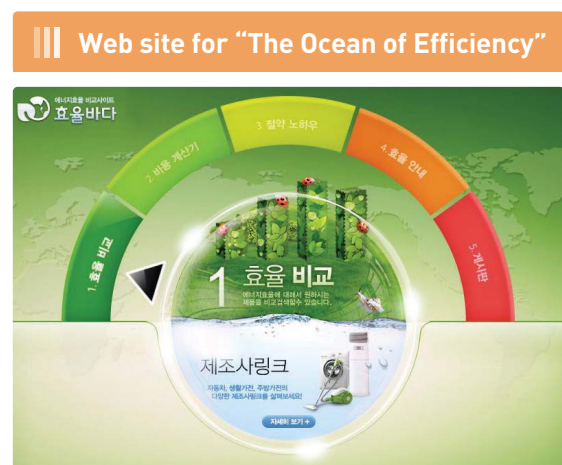 Web site for “The Ocean of Efficiency”
에너지효율 비교사이트
효율바다
1. 효율 비교
2. 비용 계산기
3. 절약 노하우
4. 효율 안내
5. 게시판
1 효율 비교
에너지효율에 대해서 원하시는
제품을 비교검색할수 있습니다.
제조사링크
자동차, 생활가전, 주방가전의
다양한 제조사링크를 살펴보세요!
자세히 보기 +